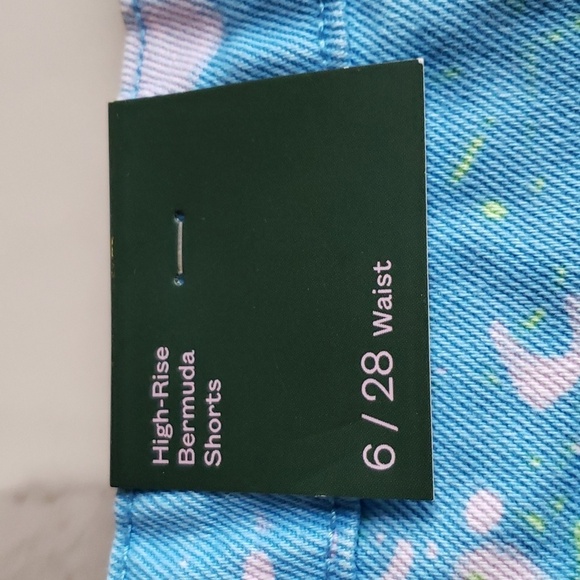 High-Rise
Bermuda
Shorts
6 / 28 Waist